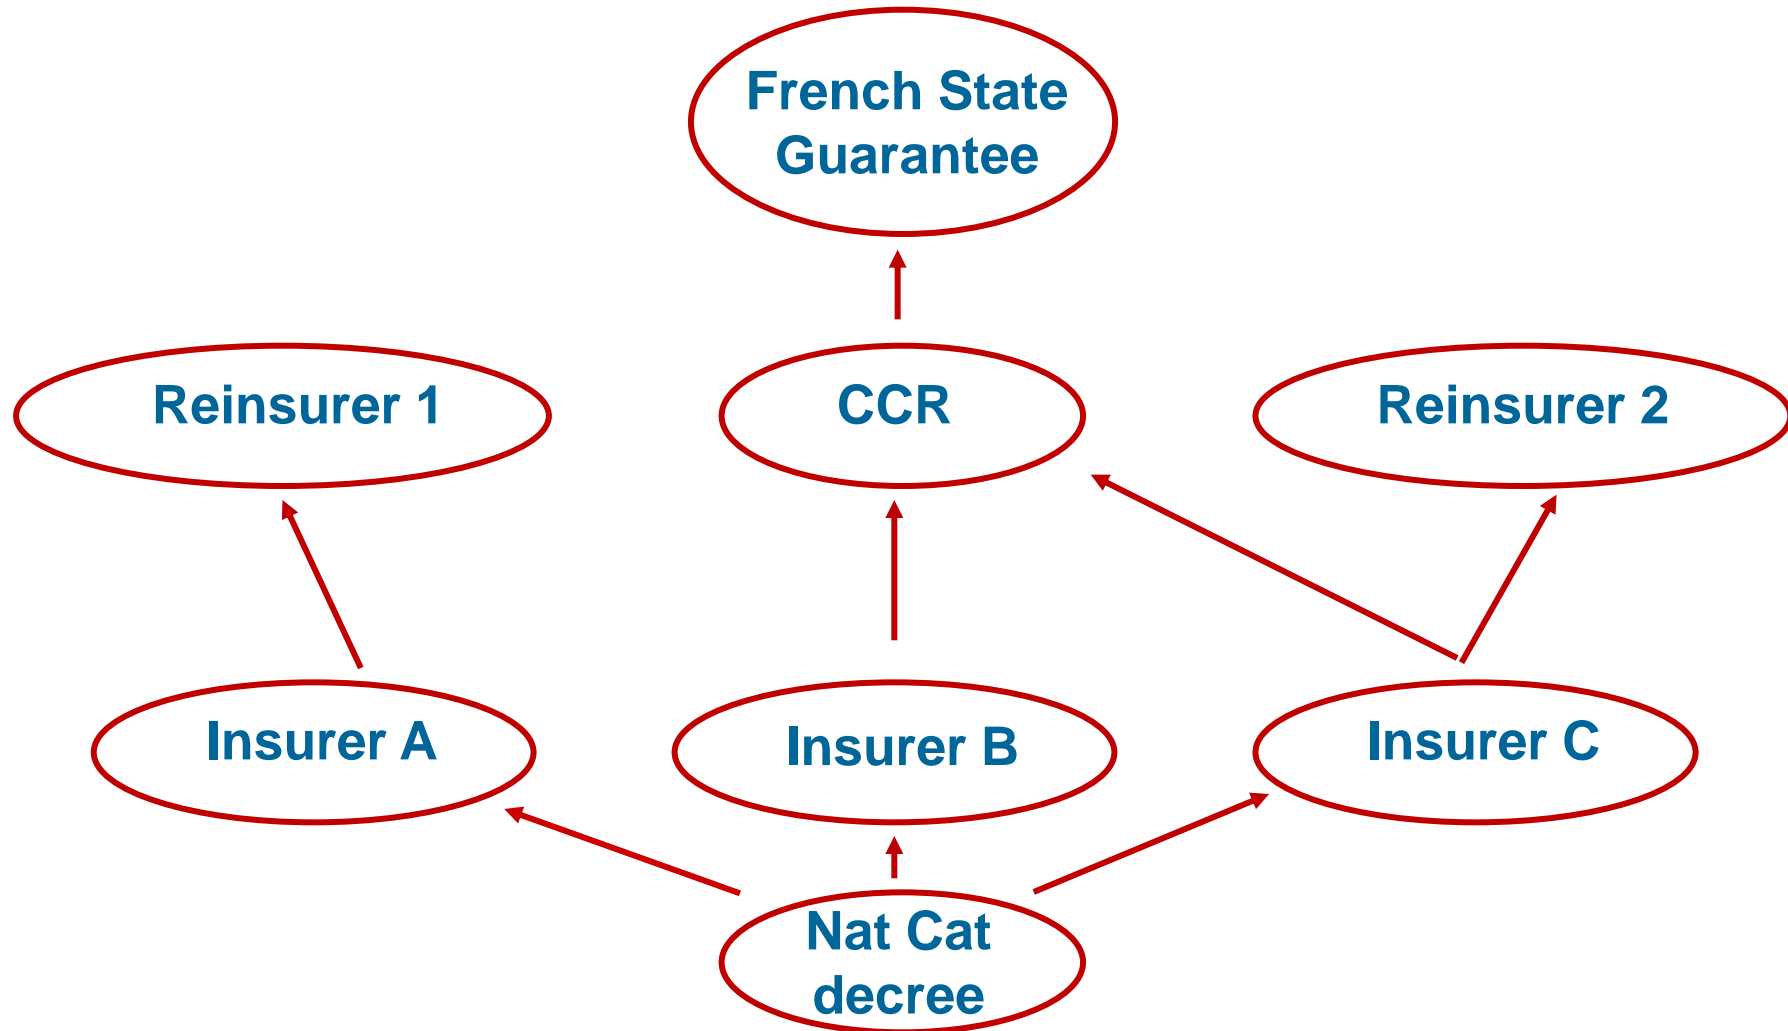 French State
Guarantee
Reinsurer 1
CCR
Reinsurer 2
Insurer A
Insurer B
Insurer C
Nat Cat
decree